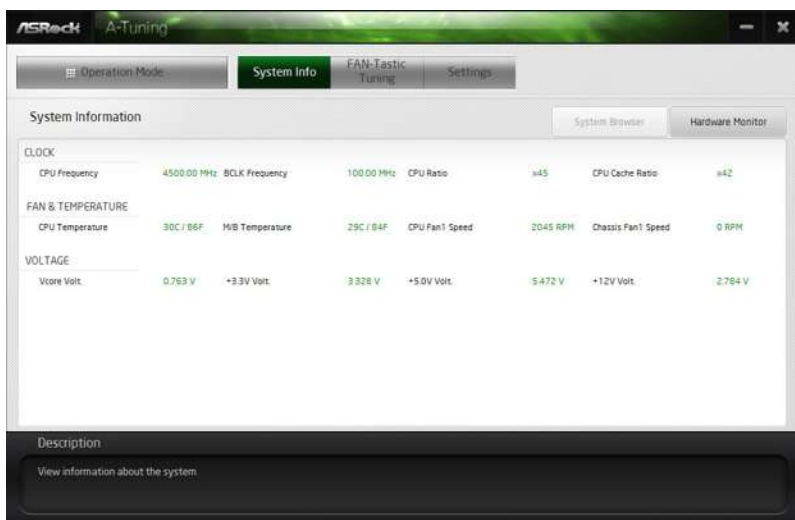 ASRock A-Tuning
Operation Mode System Info FAN-Tastic Tuning Settings
System Information System Browser Hardware Monitor
CLOCK
CPU Frequency 4500.00 MHz BCLK Frequency 100.00 MHz CPU Ratio x45 CPU Cache Ratio x42
FAN & TEMPERATURE
CPU Temperature 30C / 86F M/B Temperature 29C / 84F CPU Fan1 Speed 2045 RPM Chassis Fan1 Speed 0 RPM
VOLTAGE
Vcore Volt. 0.763 V +3.3V Volt. 3.328 V +5.0V Volt. 5.472 V +12V Volt. 2.784 V
Description
View information about the system.